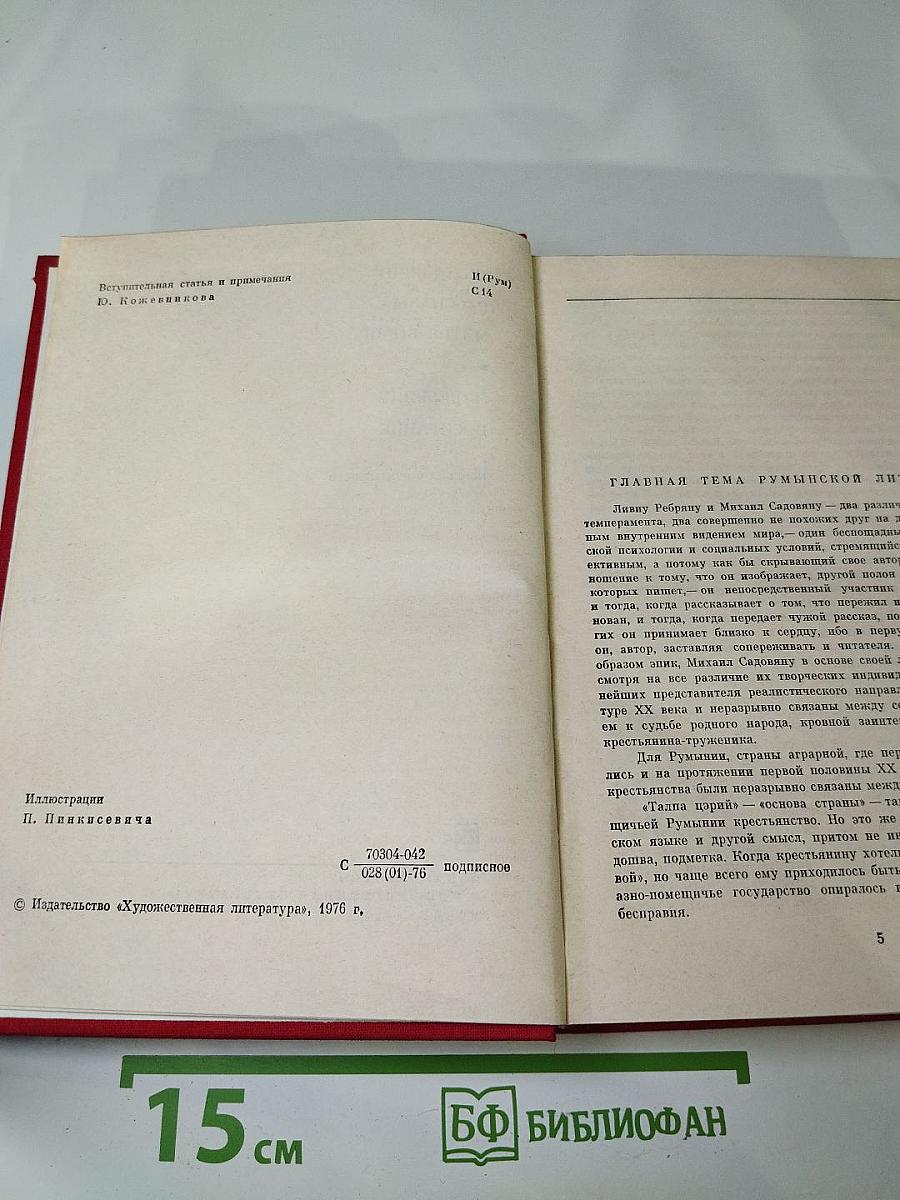 Вступительная статья и примечания
Ю. Кожевникова
И (Рум)
С 14
Иллюстрации
П. Пинкисевича
С 70304-042
028 (01)-76 подписное
© Издательство «Художественная литература», 1976 г.
ГЛАВНАЯ ТЕМА РУМЫНСКОЙ ЛИТ
Ливиу Ребряну и Михаил Садовяну — два различ
темперамента, два совершенно не похожих друг на д
ным внутренним видением мира,— один беспощадны
ской психологии и социальных условий, стремящийс
ективным, а потому как бы скрывающий свое автор
ношение к тому, что он изображает, другой полон
которых пишет,— он непосредственный участник
и тогда, когда рассказывает о том, что пережил и
нован, и тогда, когда передает чужой рассказ, по
гих он принимает близко к сердцу, ибо в перву
он, автор, заставляя сопереживать и читателя.
образом эпик, Михаил Садовяну в основе своей л
смотря на все различие их творческих индивид
нейших представителя реалистического направл
туре XX века и неразрывно связаны между со
ем к судьбе родного народа, кровной заинте
крестьянина-труженика.
Для Румынии, страны аграрной, где пер
лись и на протяжении первой половины XX
крестьянства были неразрывно связаны межд
«Талпа цэрий» — «основа страны» — та
щичьей Румынии крестьянство. Но это же
ском языке и другой смысл, притом не ин
дошва, подметка. Когда крестьянину хотел
вой», но чаще всего ему приходилось быть
азно-помещичье государство опиралось н
бесправия.
5
15 см
БФ БИБЛИОФАН